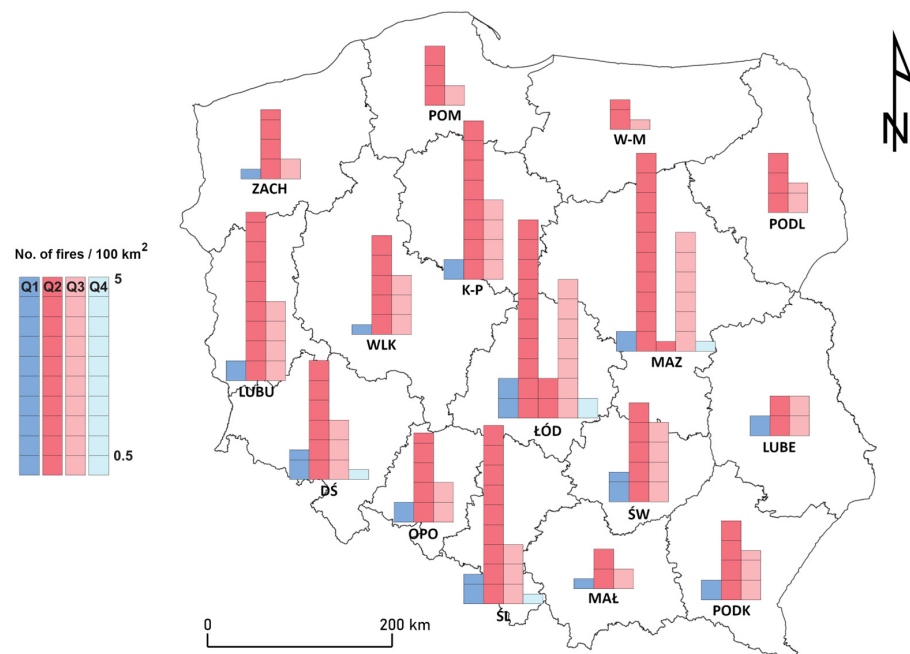 POM
W-M
N
ZACH
PODL
No. of fires / 100 km²
Q1 Q2 Q3 Q4 5
K-P
WLK
MAZ
LUBU
ŁÓD
LUBE
0.5
DŚ
ŚW
OPO
ŚL
MAŁ
PODK
0 200 km